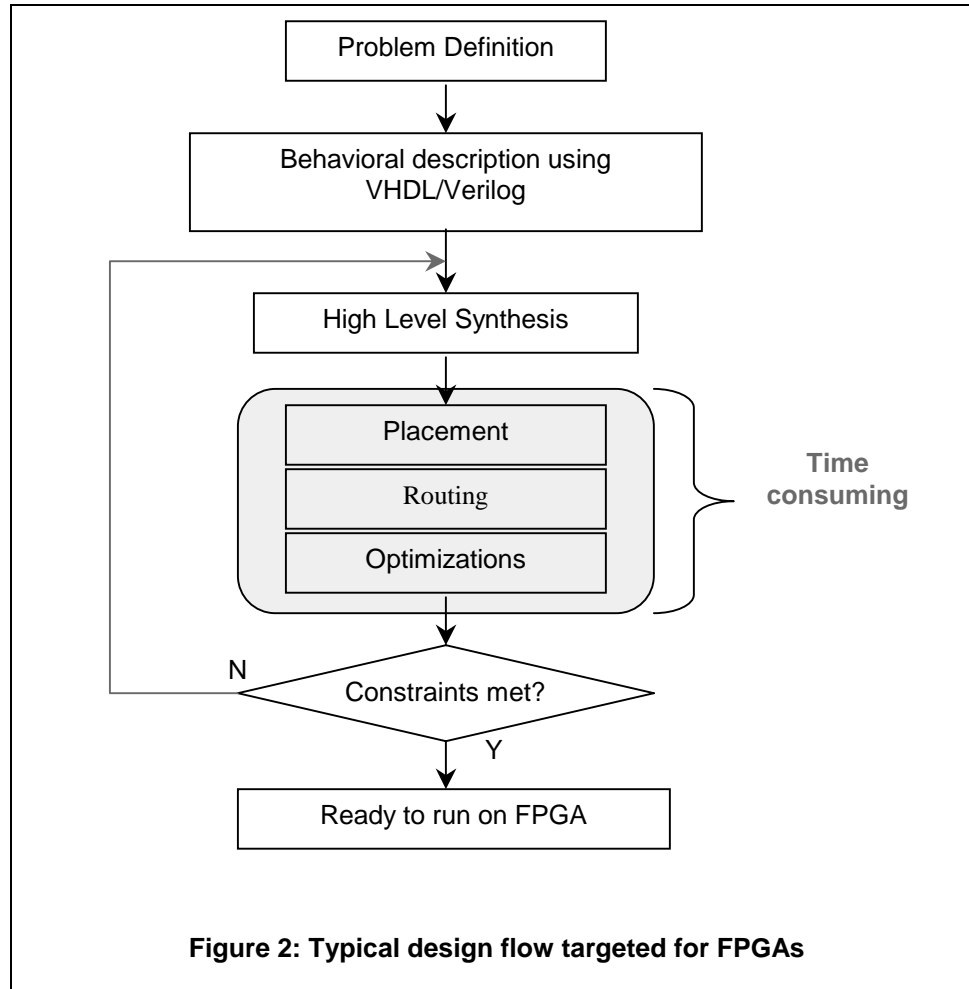 Problem Definition
Behavioral description using
VHDL/Verilog
High Level Synthesis
Placement
Routing
Optimizations
Time
consuming
N
Constraints met?
Y
Ready to run on FPGA
Figure 2: Typical design flow targeted for FPGAs